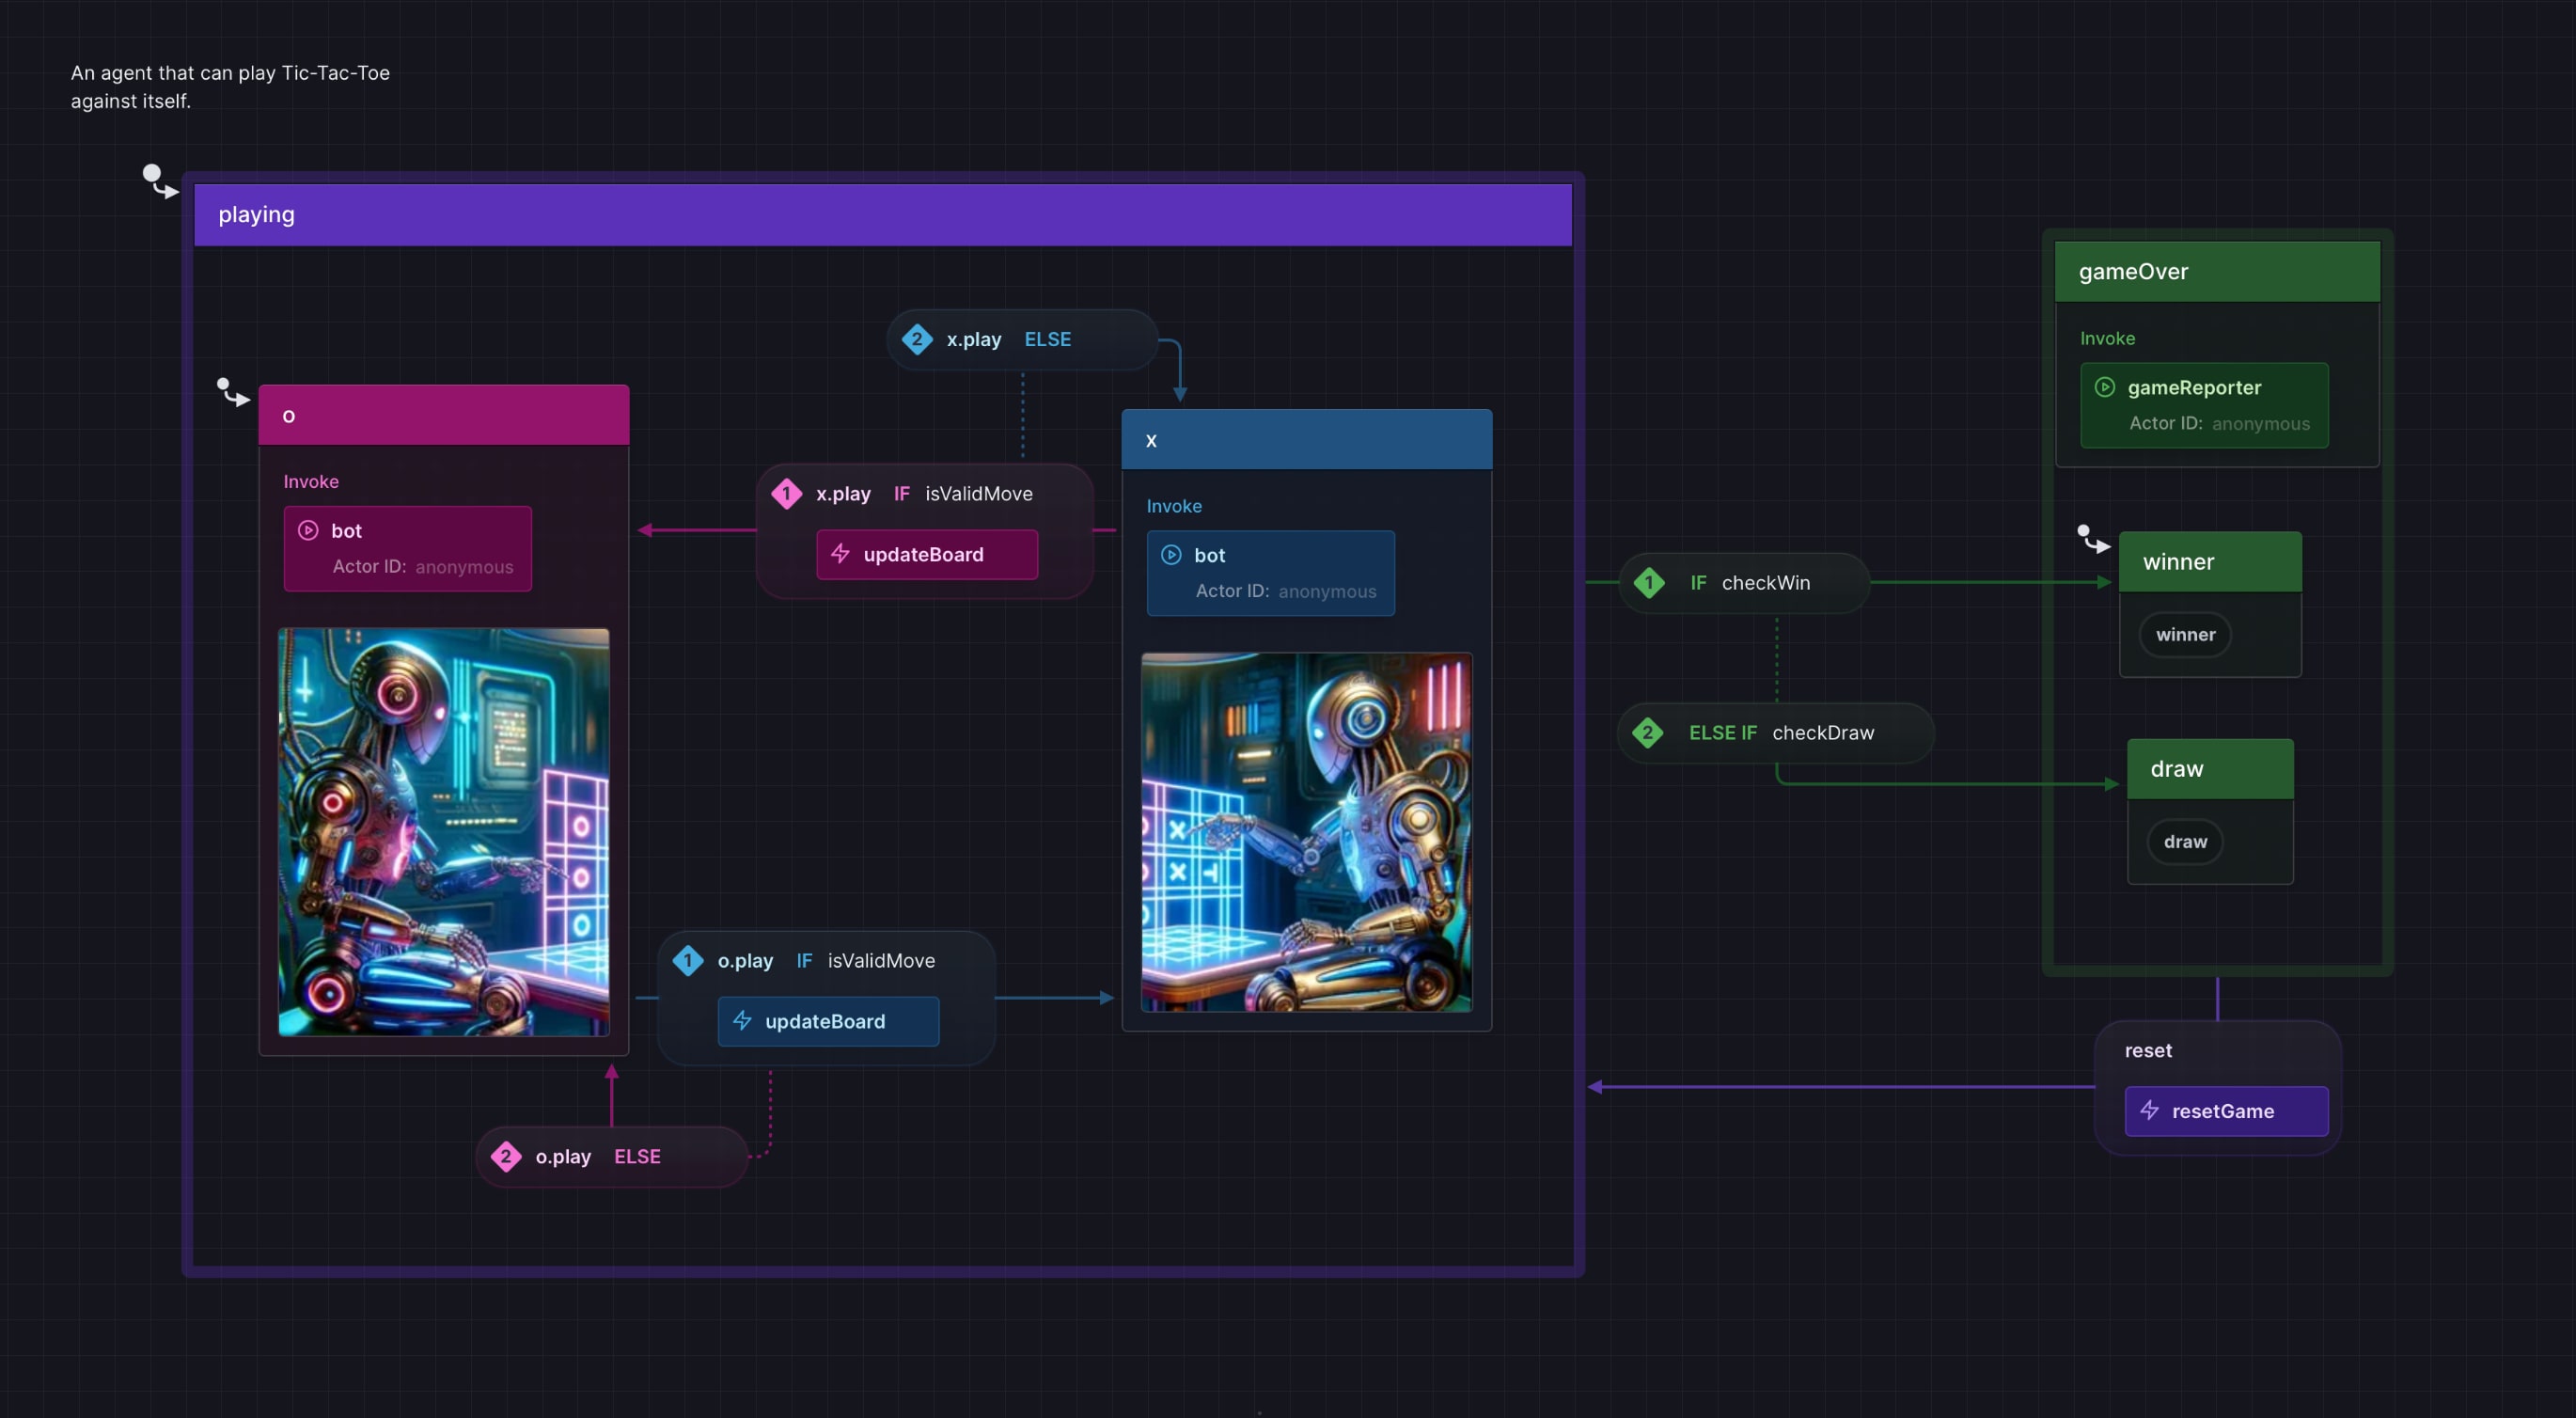 An agent that can play Tic-Tac-Toe
against itself.
playing
2 x.play ELSE
o
Invoke
bot
Actor ID: anonymous
1 x.play IF isValidMove
updateBoard
x
Invoke
bot
Actor ID: anonymous
1 o.play IF isValidMove
updateBoard
2 o.play ELSE
1 IF checkWin
2 ELSE IF checkDraw
gameOver
Invoke
gameReporter
Actor ID: anonymous
winner
winner
draw
draw
reset
resetGame